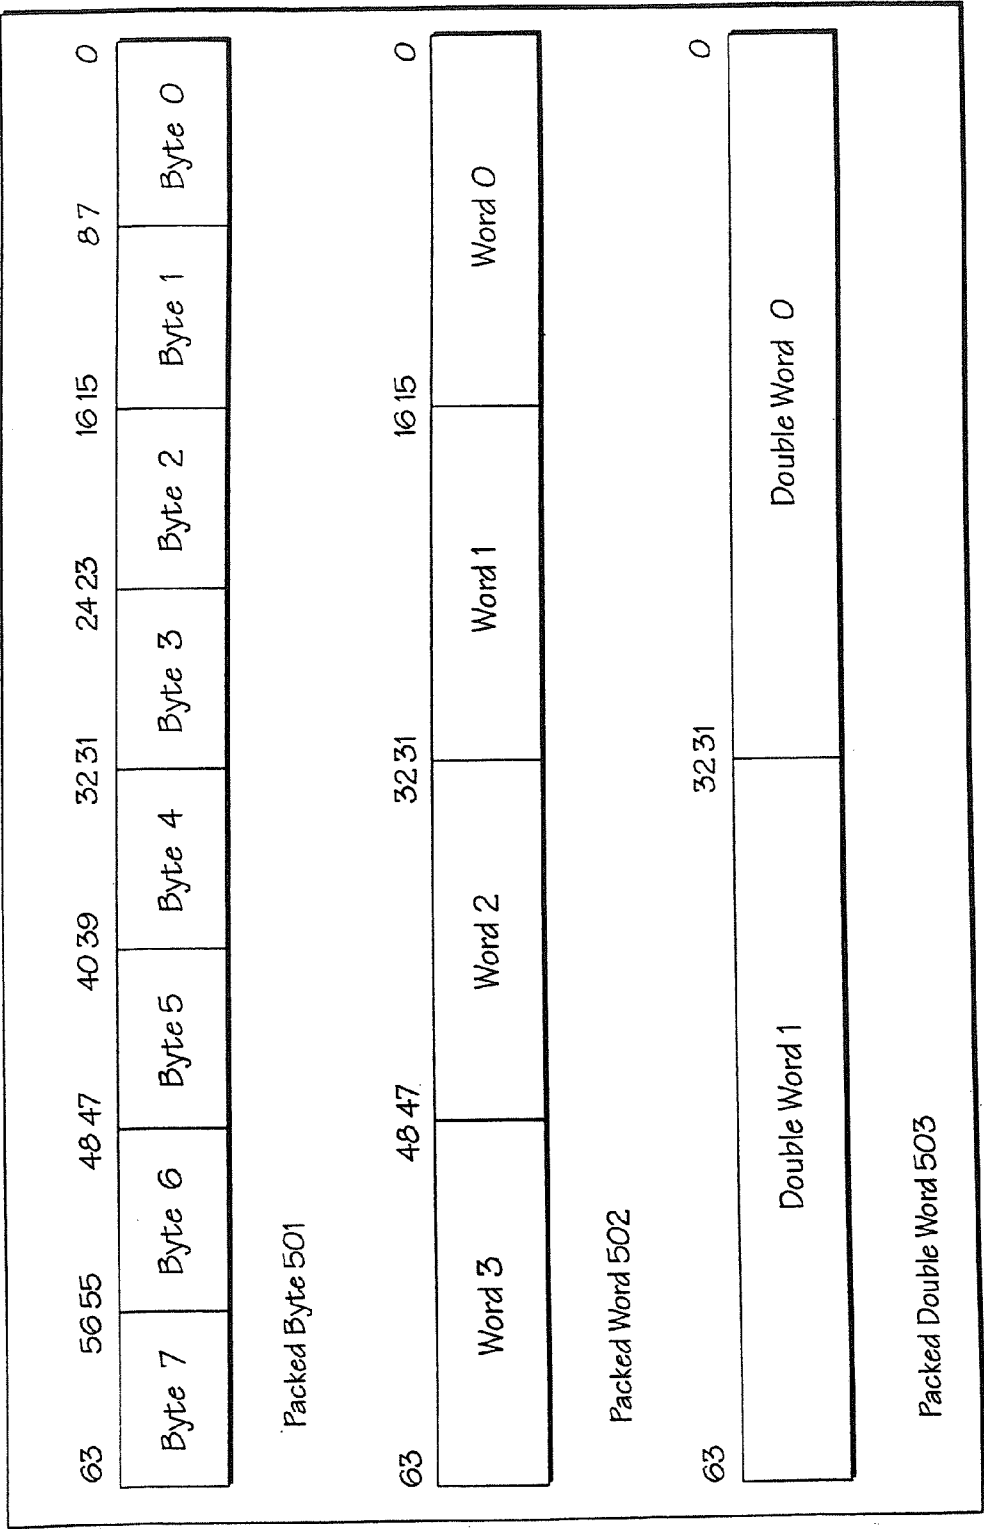 63 56 55 48 47 40 39 32 31 24 23 16 15 8 7 0
Byte 7 Byte 6 Byte 5 Byte 4 Byte 3 Byte 2 Byte 1 Byte 0
Packed Byte 501
63 48 47 32 31 16 15 0
Word 3 Word 2 Word 1 Word 0
Packed Word 502
63 32 31 0
Double Word 1 Double Word 0
Packed Double Word 503